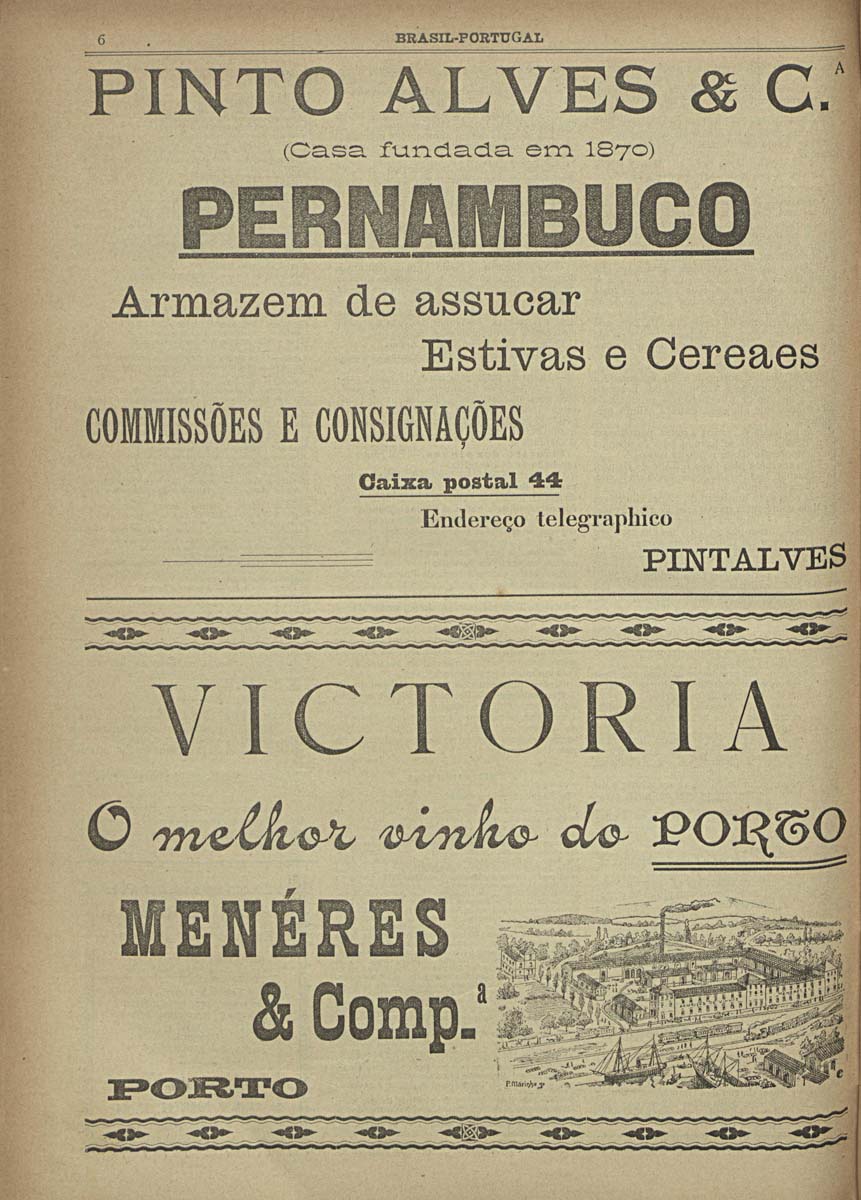 6
BRASIL-PORTUGAL
PINTO ALVES & C.A
(Casa fundada em 1870)
PERNAMBUCO
Armazem de assucar
Estivas e Cereaes
COMMISSÕES E CONSIGNAÇÕES
Caixa postal 44
Endereço telegraphico
PINTALVES
VICTORIA
O melhor vinho do PORTO
MENÉRES
& Comp.a
PORTO
P. Marinho